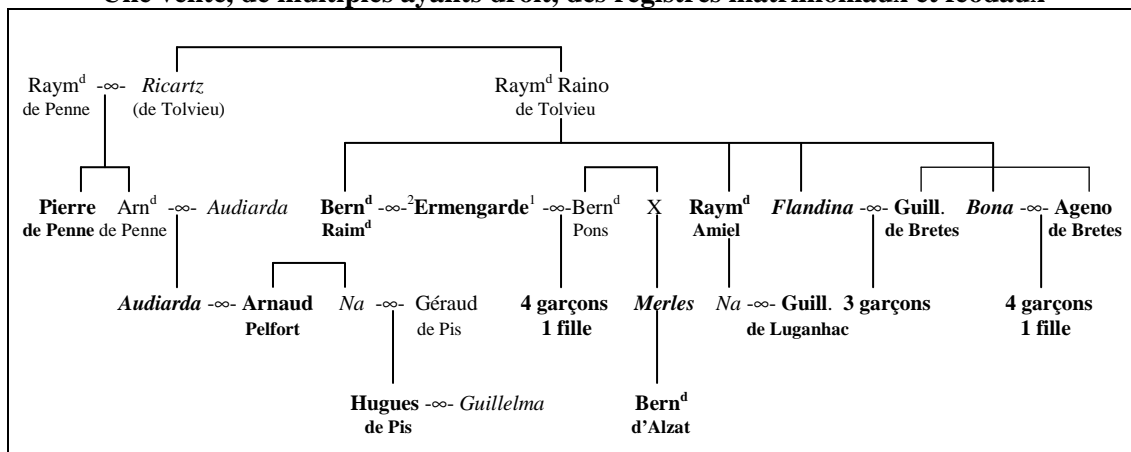 Une vente, de multiples ayants droit, des registres matrimoniaux et féodaux
Raymᵈ -∞- Ricartz Raymᵈ Raino
de Penne (de Tolvieu) de Tolvieu
Pierre Arnᵈ -∞- Audiarda Bernᵈ -∞-²Ermengarde¹ -∞-Bernᵈ X Raymᵈ Flandina -∞- Guill. Bona -∞- Ageno
de Penne de Penne Raimᵈ Pons Amiel de Bretes de Bretes
Audiarda -∞- Arnaud Na -∞- Géraud 4 garçons Merles Na -∞- Guill. 3 garçons 4 garçons
Pelfort de Pis 1 fille de Luganhac 1 fille
Hugues -∞- Guillelma Bernᵈ
de Pis d'Alzat